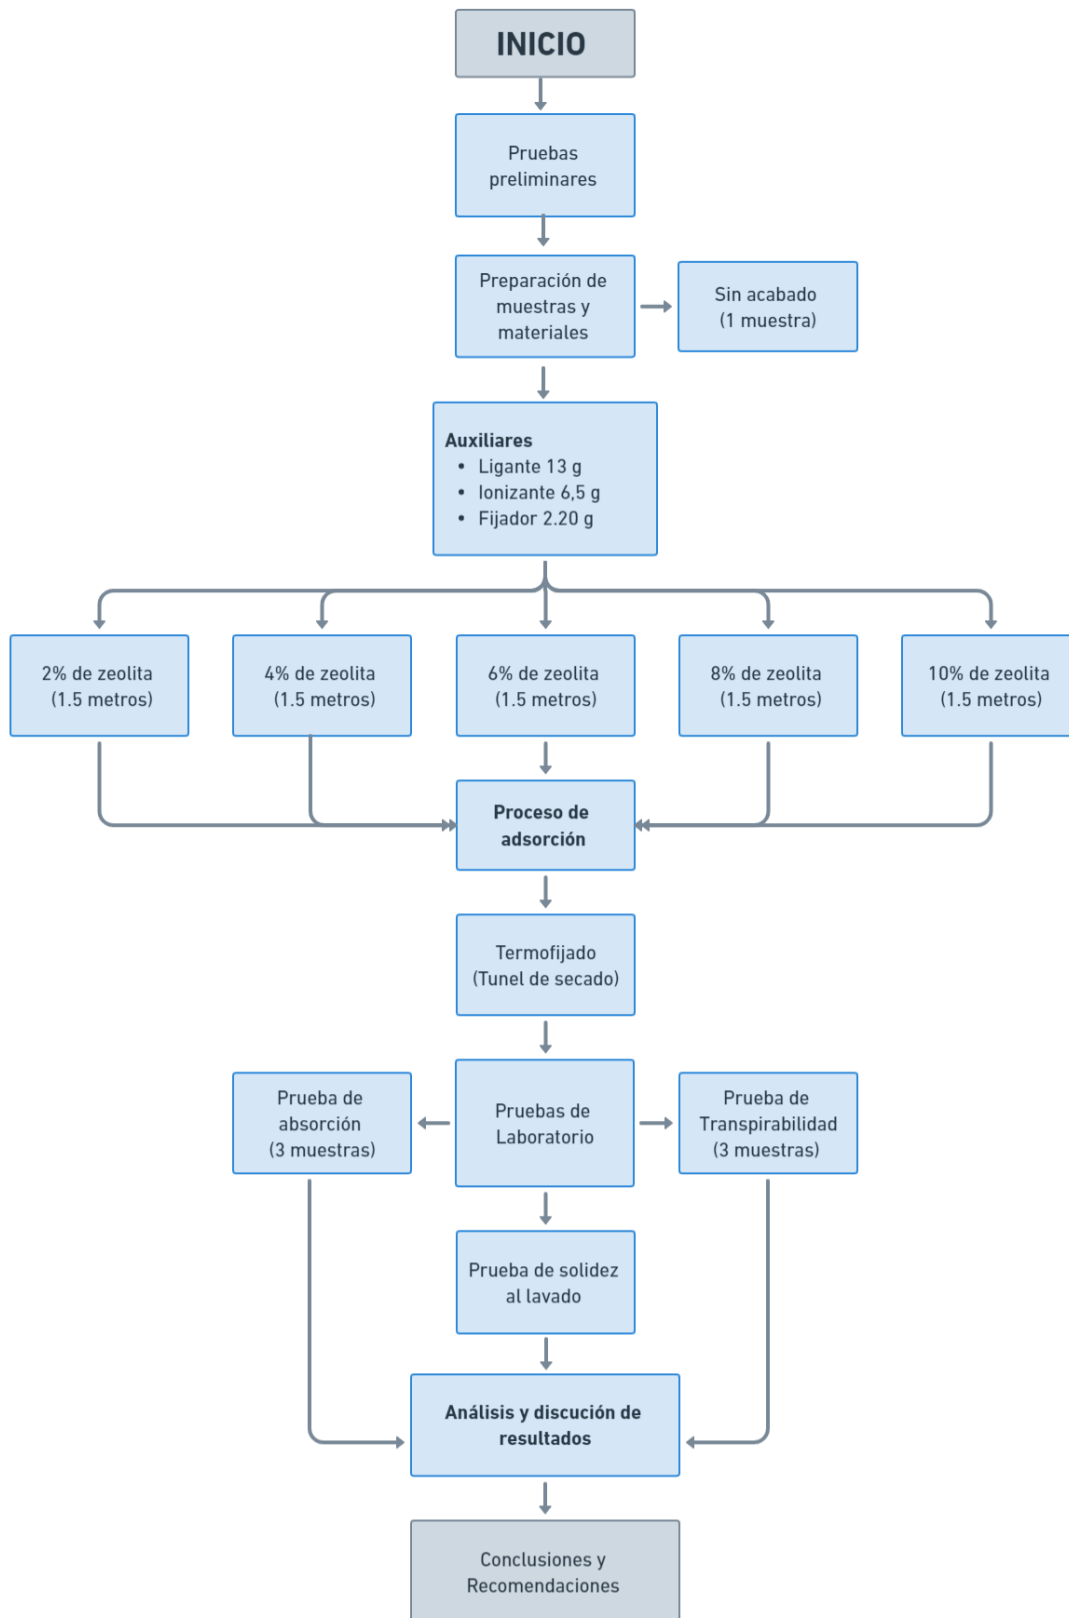 INICIO
Pruebas
preliminares
Preparación de
muestras y
materiales
Sin acabado
(1 muestra)
Auxiliares
• Ligante 13 g
• Ionizante 6,5 g
• Fijador 2.20 g
2% de zeolita
(1.5 metros)
4% de zeolita
(1.5 metros)
6% de zeolita
(1.5 metros)
8% de zeolita
(1.5 metros)
10% de zeolita
(1.5 metros)
Proceso de
adsorción
Termofijado
(Tunel de secado)
Prueba de
absorción
(3 muestras)
Pruebas de
Laboratorio
Prueba de
Transpirabilidad
(3 muestras)
Prueba de solidez
al lavado
Análisis y discución de
resultados
Conclusiones y
Recomendaciones